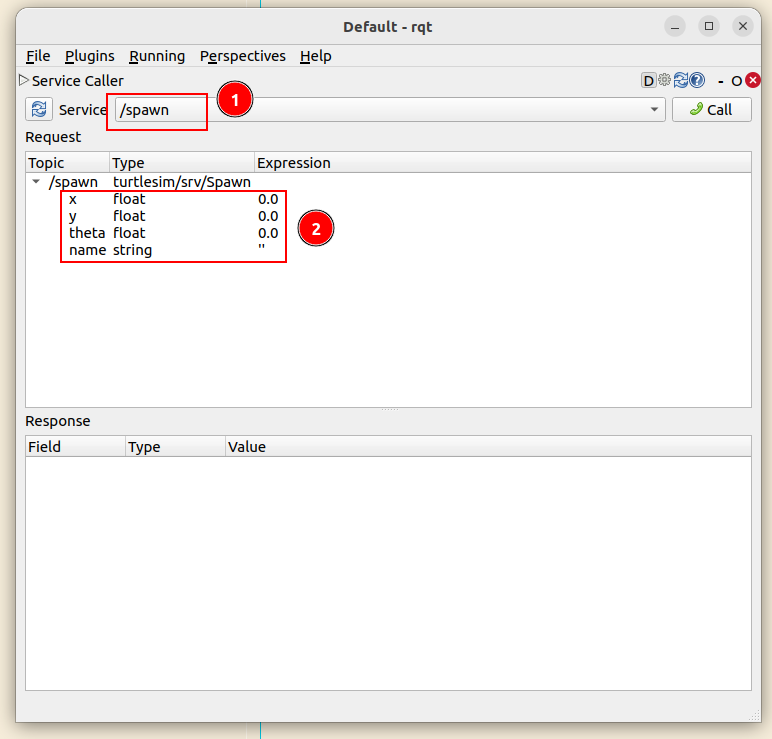 Default - rqt
File Plugins Running Perspectives Help
Service Caller D ? - O
Service /spawn 1 Call
Request
Topic Type Expression
/spawn turtlesim/srv/Spawn
x float 0.0
y float 0.0
theta float 0.0
2
name string ''
Response
Field Type Value